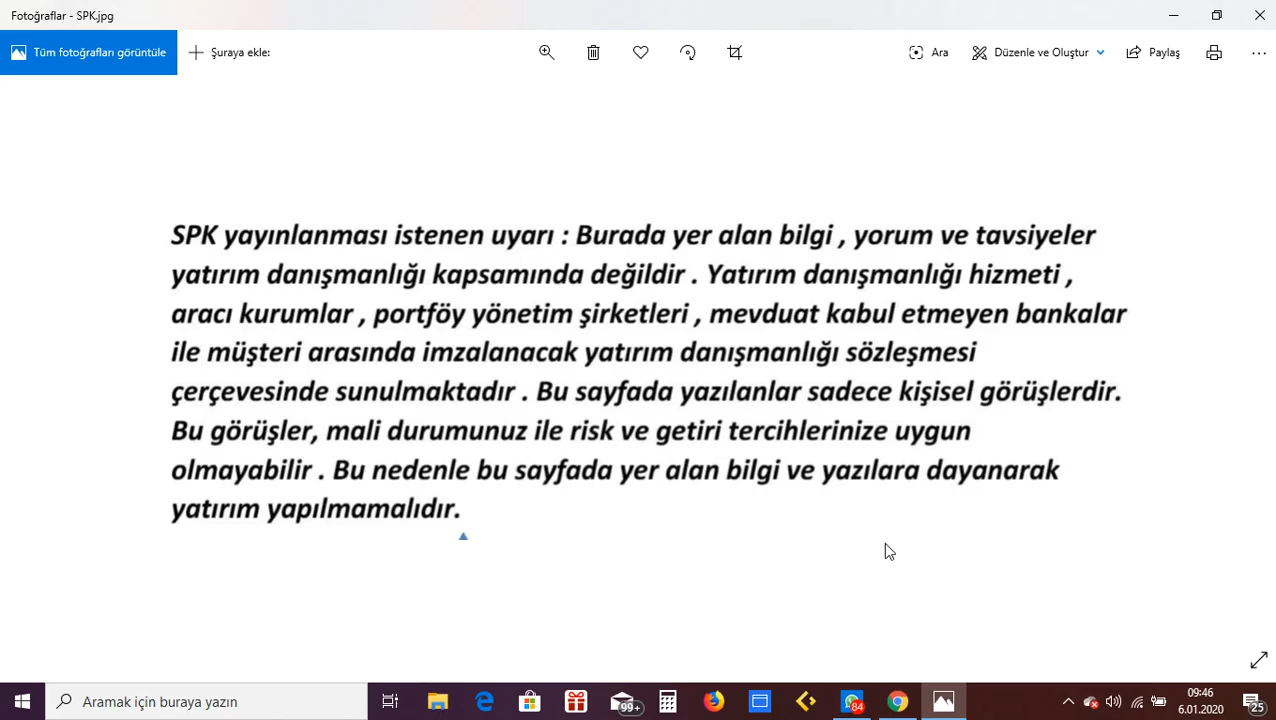 Fotoğraflar - SPK.jpg
Tüm fotoğrafları görüntüle Şuraya ekle: Ara Düzenle ve Oluştur Paylaş
SPK yayınlanması istenen uyarı : Burada yer alan bilgi , yorum ve tavsiyeler
yatırım danışmanlığı kapsamında değildir . Yatırım danışmanlığı hizmeti ,
aracı kurumlar , portföy yönetim şirketleri , mevduat kabul etmeyen bankalar
ile müşteri arasında imzalanacak yatırım danışmanlığı sözleşmesi
çerçevesinde sunulmaktadır . Bu sayfada yazılanlar sadece kişisel görüşlerdir.
Bu görüşler, mali durumunuz ile risk ve getiri tercihlerinize uygun
olmayabilir . Bu nedenle bu sayfada yer alan bilgi ve yazılara dayanarak
yatırım yapılmamalıdır.
Aramak için buraya yazın 99+ 84 09:46
6.01.2020 25